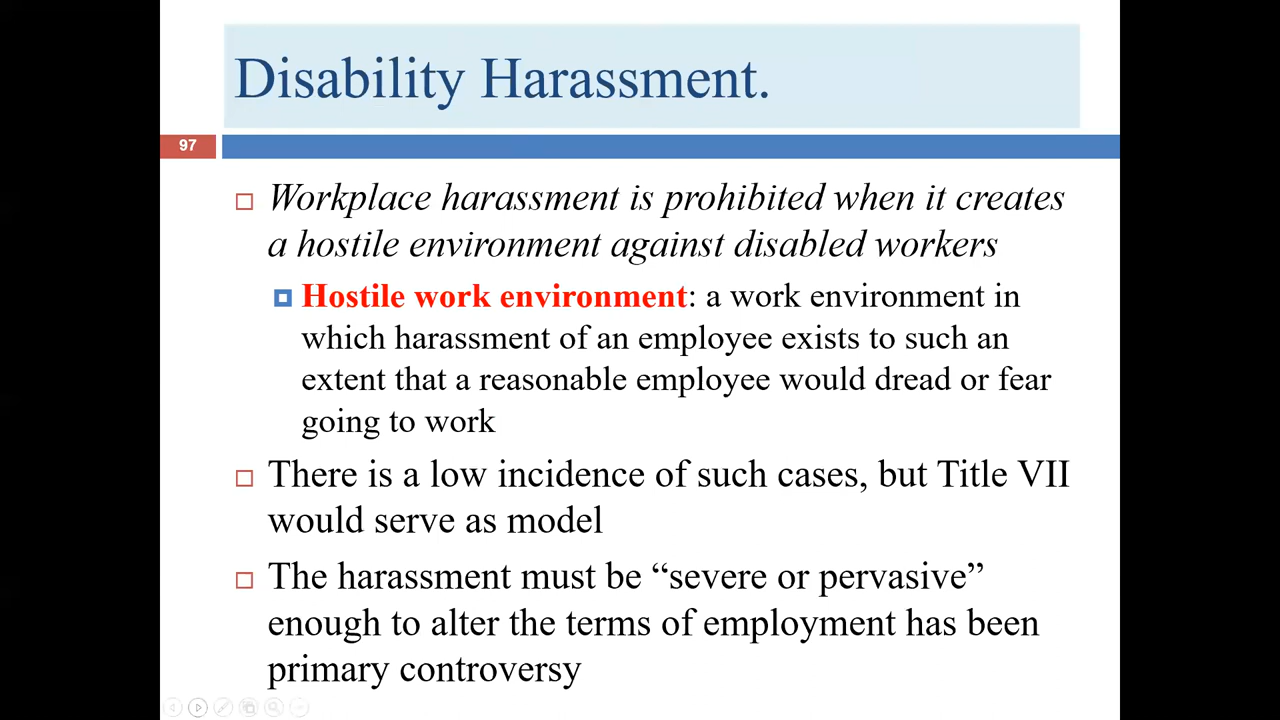 Disability Harassment.
97
Workplace harassment is prohibited when it creates
a hostile environment against disabled workers
Hostile work environment: a work environment in
which harassment of an employee exists to such an
extent that a reasonable employee would dread or fear
going to work
There is a low incidence of such cases, but Title VII
would serve as model
The harassment must be “severe or pervasive”
enough to alter the terms of employment has been
primary controversy